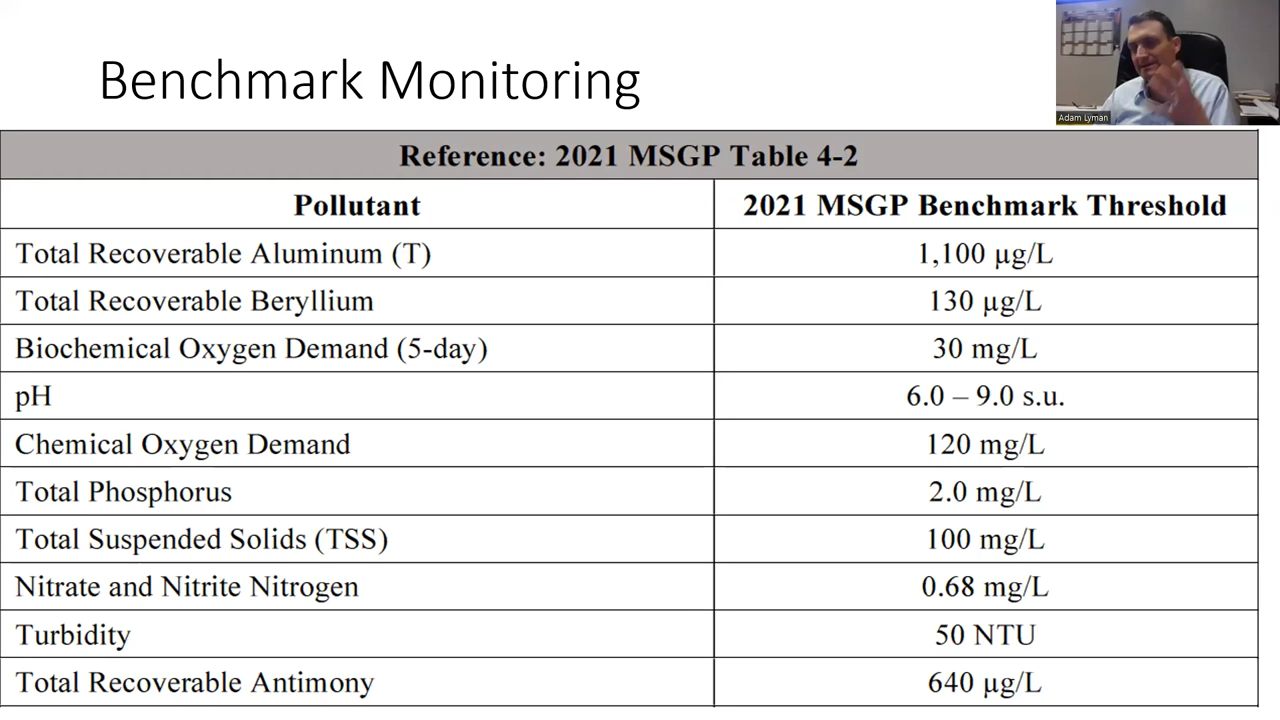 Benchmark Monitoring
Adam Lyman
Reference: 2021 MSGP Table 4-2
Pollutant 2021 MSGP Benchmark Threshold
Total Recoverable Aluminum (T) 1,100 µg/L
Total Recoverable Beryllium 130 µg/L
Biochemical Oxygen Demand (5-day) 30 mg/L
pH 6.0 – 9.0 s.u.
Chemical Oxygen Demand 120 mg/L
Total Phosphorus 2.0 mg/L
Total Suspended Solids (TSS) 100 mg/L
Nitrate and Nitrite Nitrogen 0.68 mg/L
Turbidity 50 NTU
Total Recoverable Antimony 640 µg/L